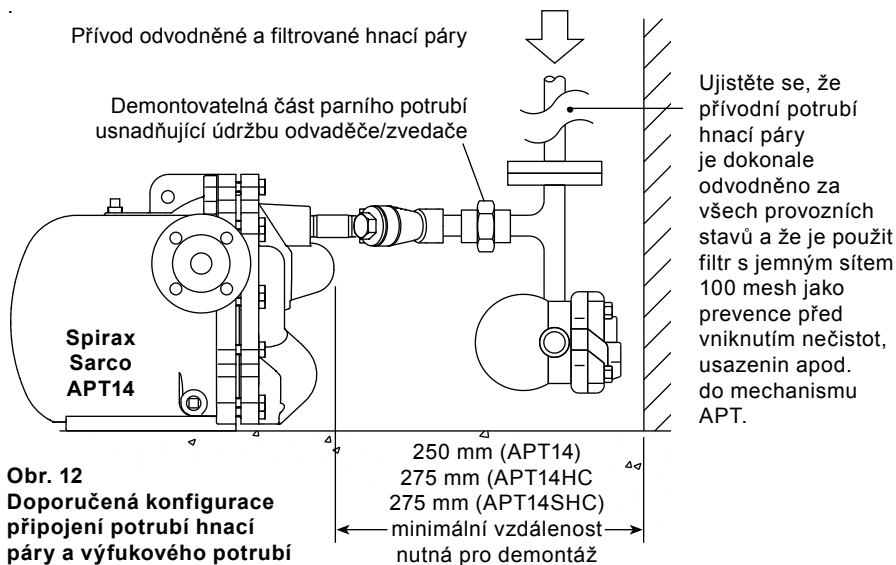 Přívod odvodněné a filtrované hnací páry
Demontovatelná část parního potrubí
usnadňující údržbu odvaděče/zvedače
Ujistěte se, že
přívodní potrubí
hnací páry
je dokonale
odvodněno za
všech provozních
stavů a že je použit
filtr s jemným sítem
100 mesh jako
prevence před
vniknutím nečistot,
usazenin apod.
do mechanismu
APT.
Spirax
Sarco
APT14
250 mm (APT14)
275 mm (APT14HC
275 mm (APT14SHC)
minimální vzdálenost
nutná pro demontáž
Obr. 12
Doporučená konfigurace
připojení potrubí hnací
páry a výfukového potrubí